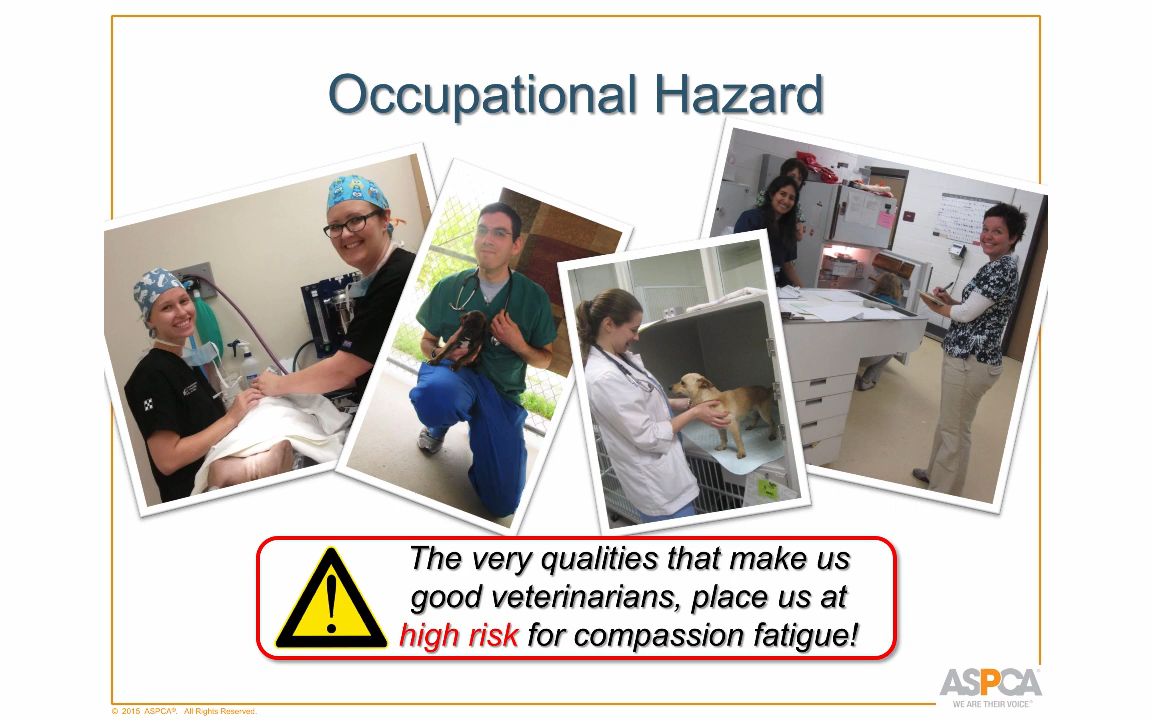 Occupational Hazard
The very qualities that make us
good veterinarians, place us at
high risk for compassion fatigue!
ASPCA®
WE ARE THEIR VOICE.®
© 2015 ASPCA®. All Rights Reserved.